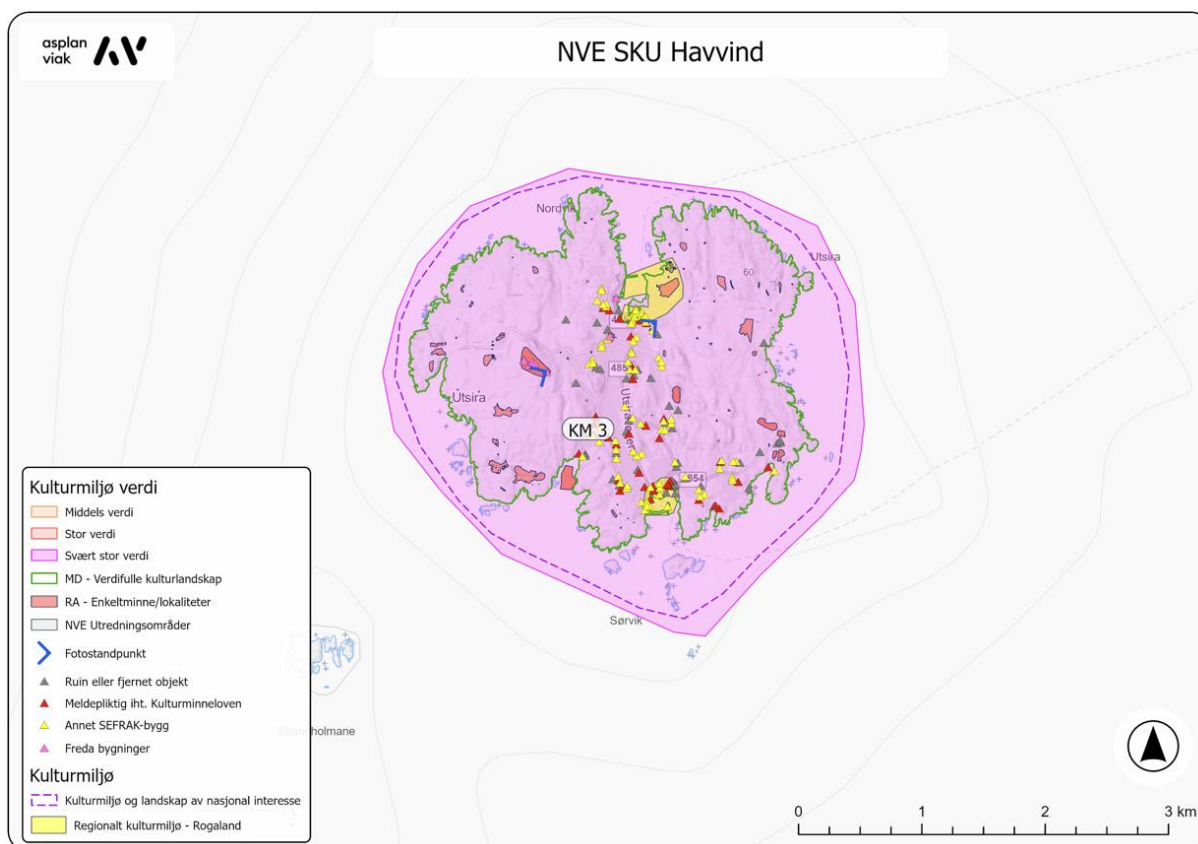 asplan
viak
NVE SKU Havvind
Nordvik
Utsira
60
485
Utsira
KM 3
854
Sørvik
Kulturmiljø verdi
Middels verdi
Stor verdi
Svært stor verdi
MD - Verdifulle kulturlandskap
RA - Enkeltminne/lokaliteter
NVE Utredningsområder
Fotostandpunkt
Ruin eller fjernet objekt
Meldepliktig iht. Kulturminneloven
Annet SEFRAK-bygg
Freda bygninger
Kulturmiljø
Kulturmiljø og landskap av nasjonal interesse
Regionalt kulturmiljø - Rogaland
0 1 2 3 km